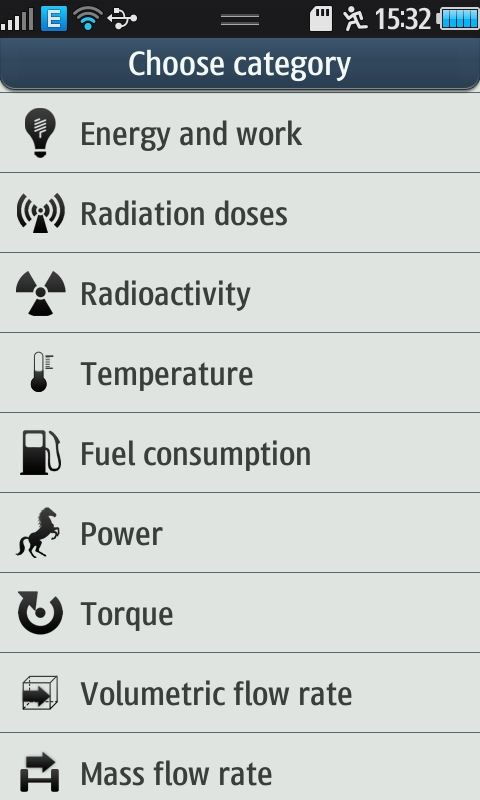 E 15:32
Choose category
Energy and work
Radiation doses
Radioactivity
Temperature
Fuel consumption
Power
Torque
Volumetric flow rate
Mass flow rate